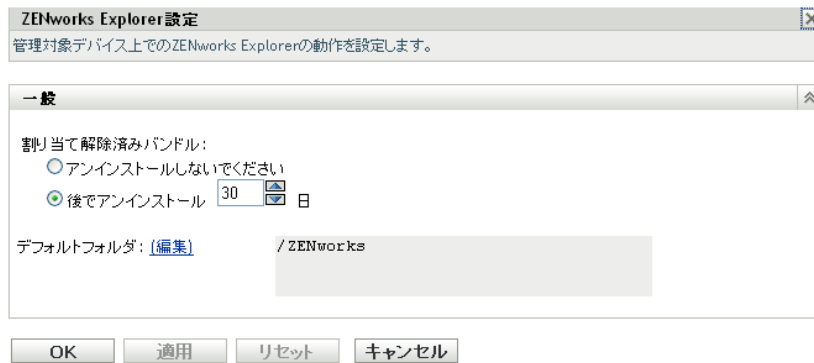 ZENworks Explorer設定
管理対象デバイス上でのZENworks Explorerの動作を設定します。
一般
割り当て解除済みバンドル:
アンインストールしないでください
後でアンインストール 30 日
デフォルトフォルダ: (編集) /ZENworks
OK 適用 リセット キャンセル